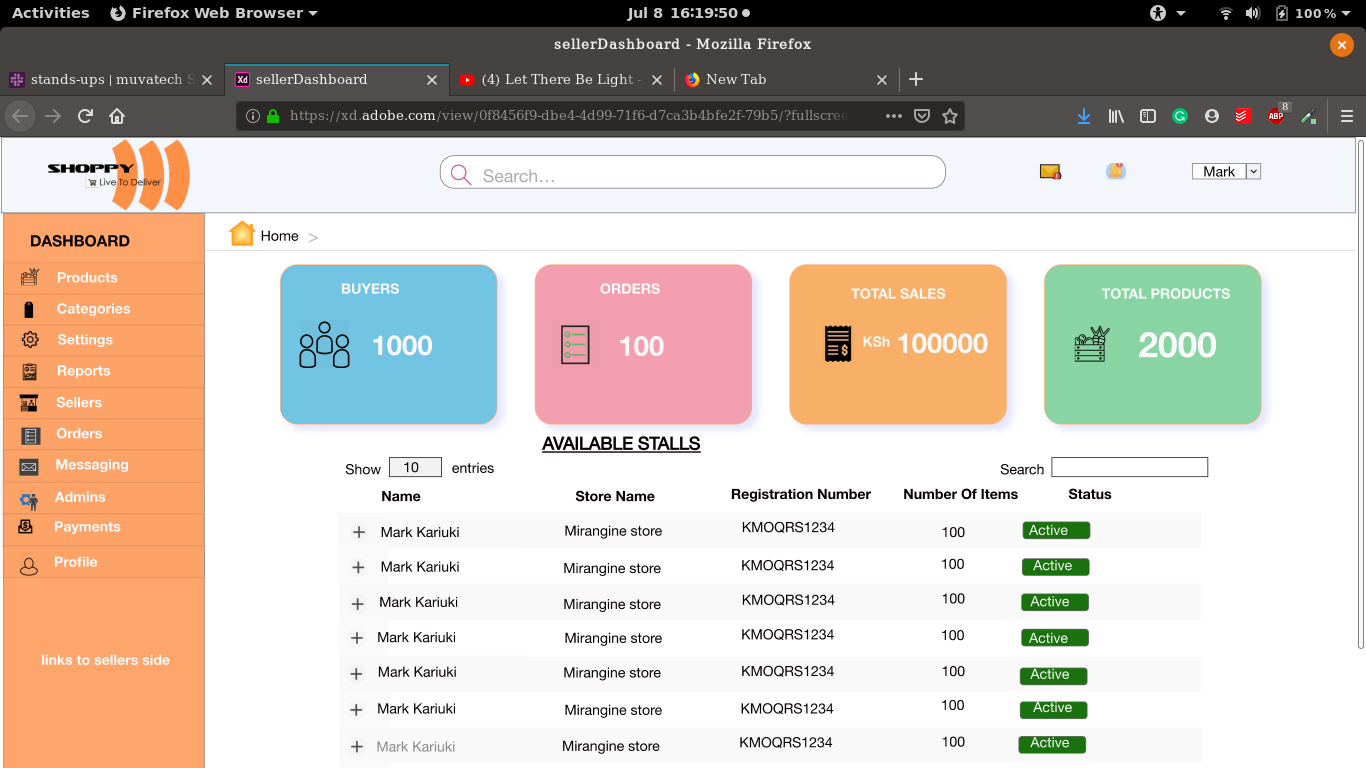 Activities Firefox Web Browser Jul 8 16:19:50 100 %
sellerDashboard - Mozilla Firefox
stands-ups | muvatech S sellerDashboard (4) Let There Be Light - New Tab
https://xd.adobe.com/view/0f8456f9-dbe4-4d99-71f6-d7ca3b4bfe2f-79b5/?fullscree 8 ABP
SHOPPY
Live To Deliver
Search...
Mark
DASHBOARD
Products
Categories
Settings
Reports
Sellers
Orders
Messaging
Admins
Payments
Profile
links to sellers side
Home >
BUYERS
1000
ORDERS
100
TOTAL SALES
KSh 100000
TOTAL PRODUCTS
2000
AVAILABLE STALLS
Show 10 entries Search
Name Store Name Registration Number Number Of Items Status
+ Mark Kariuki Mirangine store KMOQRS1234 100 Active
+ Mark Kariuki Mirangine store KMOQRS1234 100 Active
+ Mark Kariuki Mirangine store KMOQRS1234 100 Active
+ Mark Kariuki Mirangine store KMOQRS1234 100 Active
+ Mark Kariuki Mirangine store KMOQRS1234 100 Active
+ Mark Kariuki Mirangine store KMOQRS1234 100 Active
+ Mark Kariuki Mirangine store KMOQRS1234 100 Active